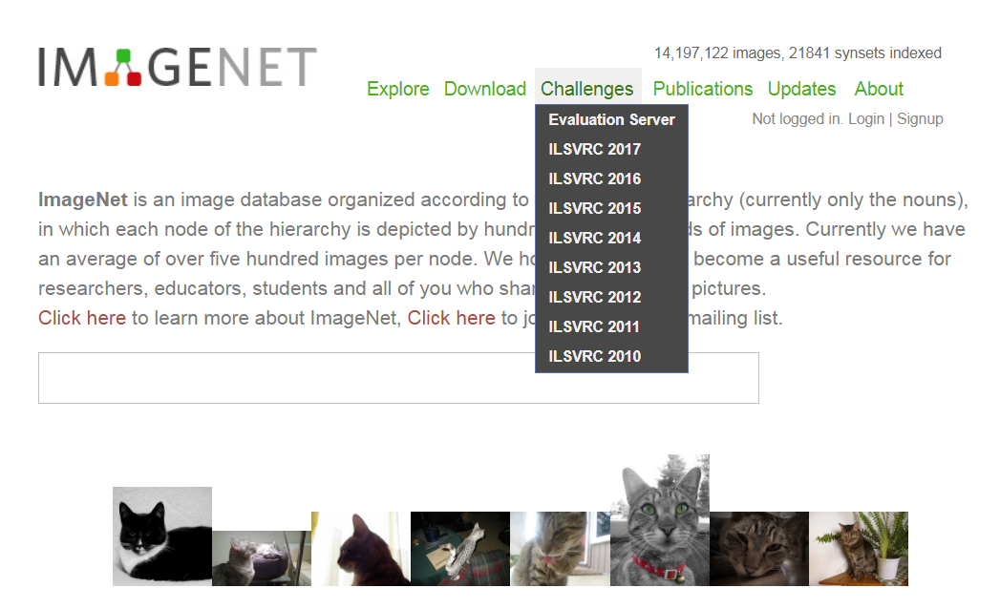 IMAGENET
14,197,122 images, 21841 synsets indexed
Explore Download Challenges Publications Updates About
Not logged in. Login | Signup
Evaluation Server
ILSVRC 2017
ILSVRC 2016
ILSVRC 2015
ILSVRC 2014
ILSVRC 2013
ILSVRC 2012
ILSVRC 2011
ILSVRC 2010
ImageNet is an image database organized according to archy (currently only the nouns),
in which each node of the hierarchy is depicted by hundr ds of images. Currently we have
an average of over five hundred images per node. We ho become a useful resource for
researchers, educators, students and all of you who shar pictures.
Click here to learn more about ImageNet, Click here to jo mailing list.